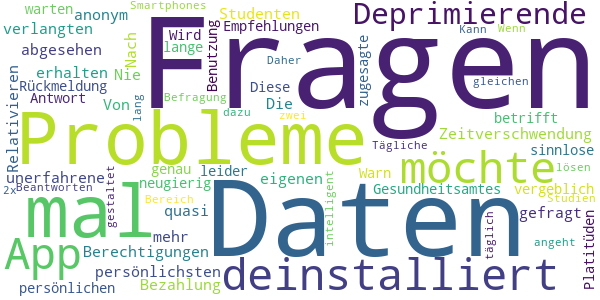 Smartphones
warten anonym Studenten Deprimierende
verlangten Wird Empfehlungen
abgesehen Nach lange Benutzung zugesagte Kann Wenn
erhalten Nie Fragen
Relativieren Rückmeldung Diese Daher gleichen
Antwort Von Befragung Die
lang dazu zwei betrifft
Probleme Tägliche Zeitverschwendung
genau leider möchte sinnlose
unerfahrene neugierig eigenen Warn lösen
2x Beantworten gestaltet Bereich Gesundheitsamtes vergeblich
mal quasi Daten intelligent gefragt Studien
App mehr täglich angeht
Berechtigungen Platitüden
persönlichsten deinstalliert
persönlichen Bezahlung